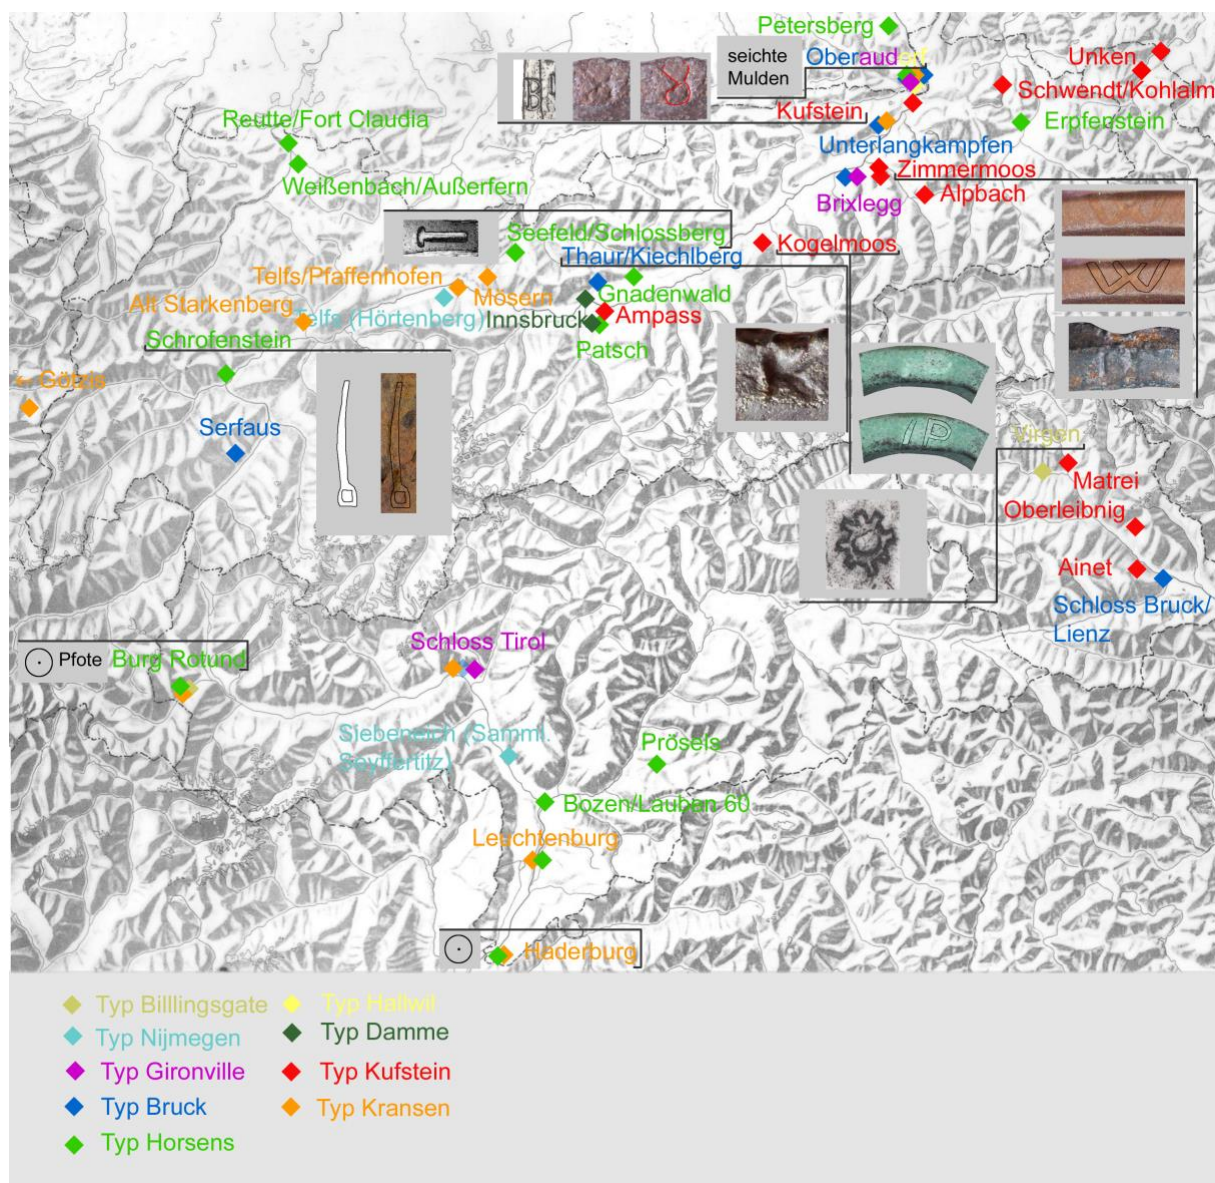 Petersberg
seichte
Mulden
Oberaudorf
Unken
Schwendt/Kohlalm
Kufstein
Erpfenstein
Reutte/Fort Claudia
Unterlangkampfen
Weißenbach/Außerfern
Zimmermoos
Alpbach
Brixlegg
Seefeld/Schlossberg
Kogelmoos
Thaur/Kiechlberg
Telfs/Pfaffenhofen
Mösern
Gnadenwald
Alt Starkenberg
Telfs (Hörtenberg)
Innsbruck
Ampass
Schrofenstein
Patsch
← Götzis
IP
Serfaus
Virgen
Matrei
Oberleibnig
Ainet
Schloss Bruck/
Lienz
Schloss Tirol
Pfote
Burg Rotund
Siebeneich (Samml.
Seyffertitz)
Prösels
Bozen/Lauben 60
Leuchtenburg
Haderburg
Typ Billlingsgate
Typ Hallwil
Typ Nijmegen
Typ Damme
Typ Gironville
Typ Kufstein
Typ Bruck
Typ Kransen
Typ Horsens